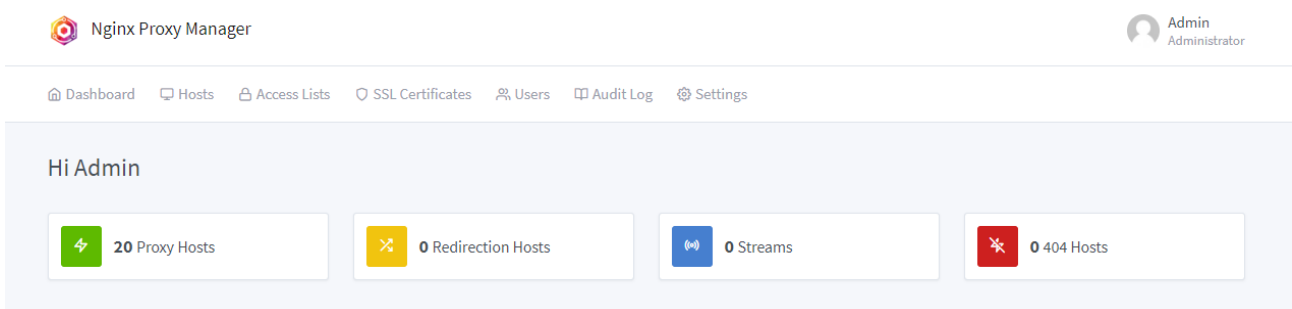 Nginx Proxy Manager
Admin
Administrator
Dashboard Hosts Access Lists SSL Certificates Users Audit Log Settings
Hi Admin
20 Proxy Hosts 0 Redirection Hosts 0 Streams 0 404 Hosts